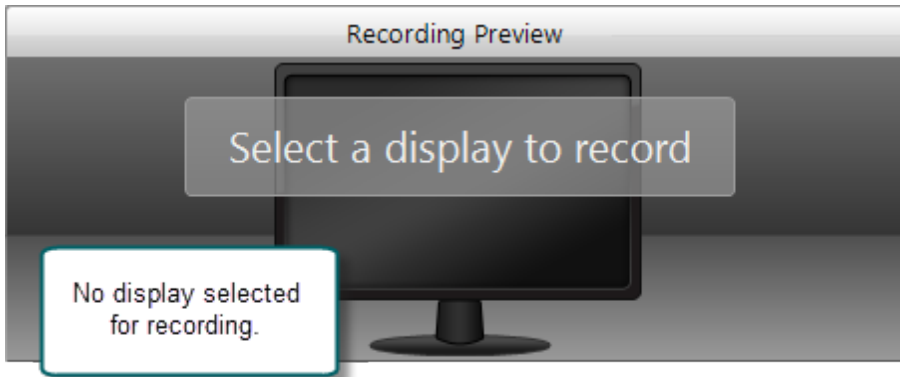 Recording Preview
Select a display to record
No display selected
for recording.